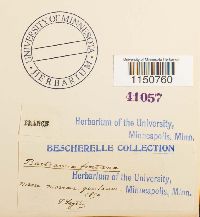 UNIVERSITY OF MINNESOTA
HERBARIUM
University of Minnesota Herbarium
1150760
41057
FRANCE
Herbarium of the University,
Minneapolis, Minn.
BESCHERELLE COLLECTION
Herbarium of the University,
Minneapolis, Minn.